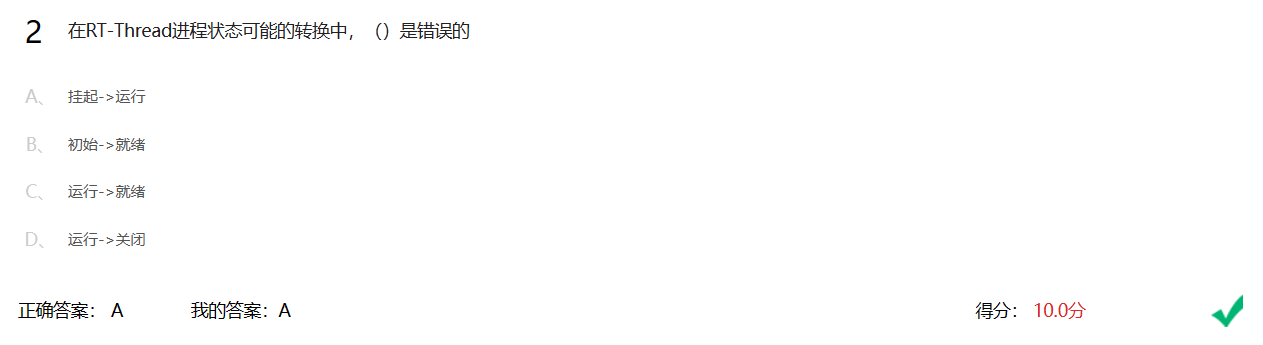 2 在RT-Thread进程状态可能的转换中，（）是错误的
A、 挂起->运行
B、 初始->就绪
C、 运行->就绪
D、 运行->关闭
正确答案： A 我的答案：A 得分： 10.0分